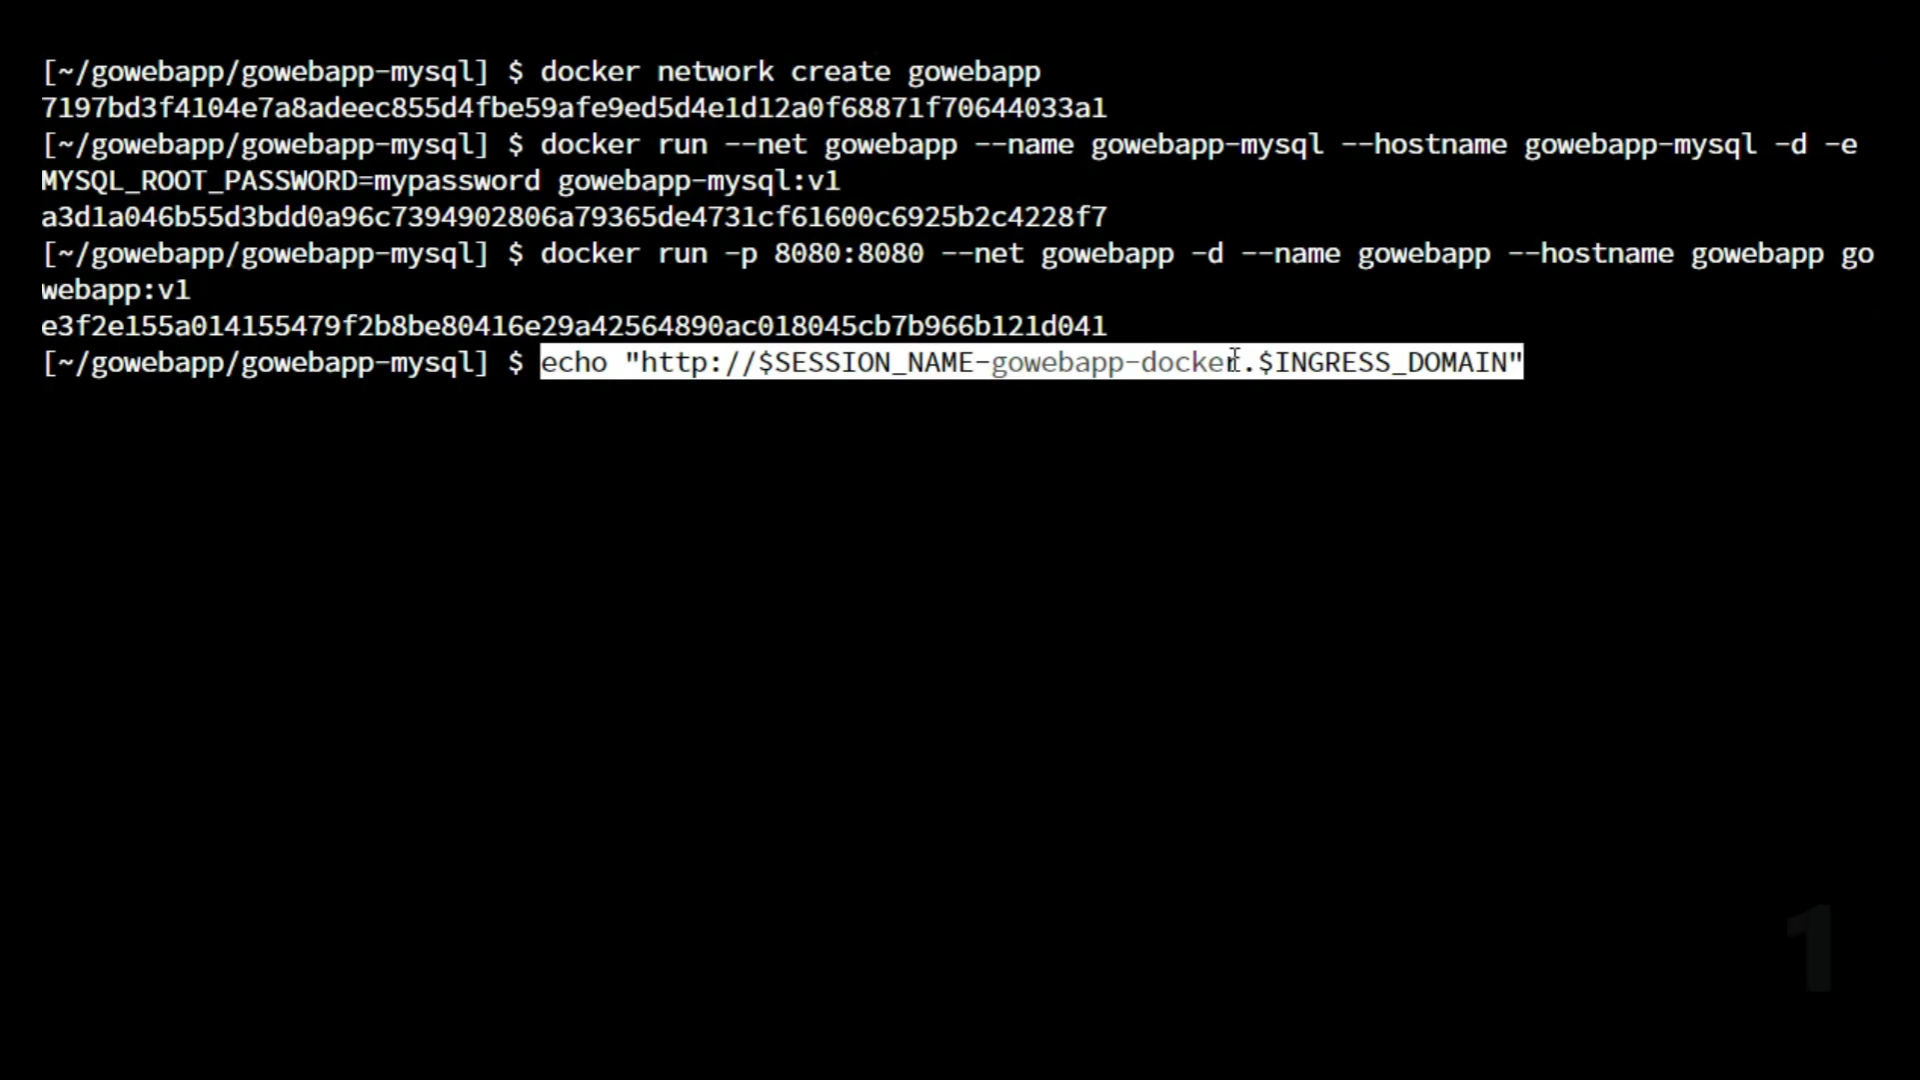 [~/gowebapp/gowebapp-mysql] $ docker network create gowebapp
7197bd3f4104e7a8adeec855d4fbe59afe9ed5d4e1d12a0f68871f70644033a1
[~/gowebapp/gowebapp-mysql] $ docker run --net gowebapp --name gowebapp-mysql --hostname gowebapp-mysql -d -e
MYSQL_ROOT_PASSWORD=mypassword gowebapp-mysql:v1
a3d1a046b55d3bdd0a96c7394902806a79365de4731cf61600c6925b2c4228f7
[~/gowebapp/gowebapp-mysql] $ docker run -p 8080:8080 --net gowebapp -d --name gowebapp --hostname gowebapp go
webapp:v1
e3f2e155a014155479f2b8be80416e29a42564890ac018045cb7b966b121d041
[~/gowebapp/gowebapp-mysql] $ echo "http://$SESSION_NAME-gowebapp-docker.$INGRESS_DOMAIN"
1